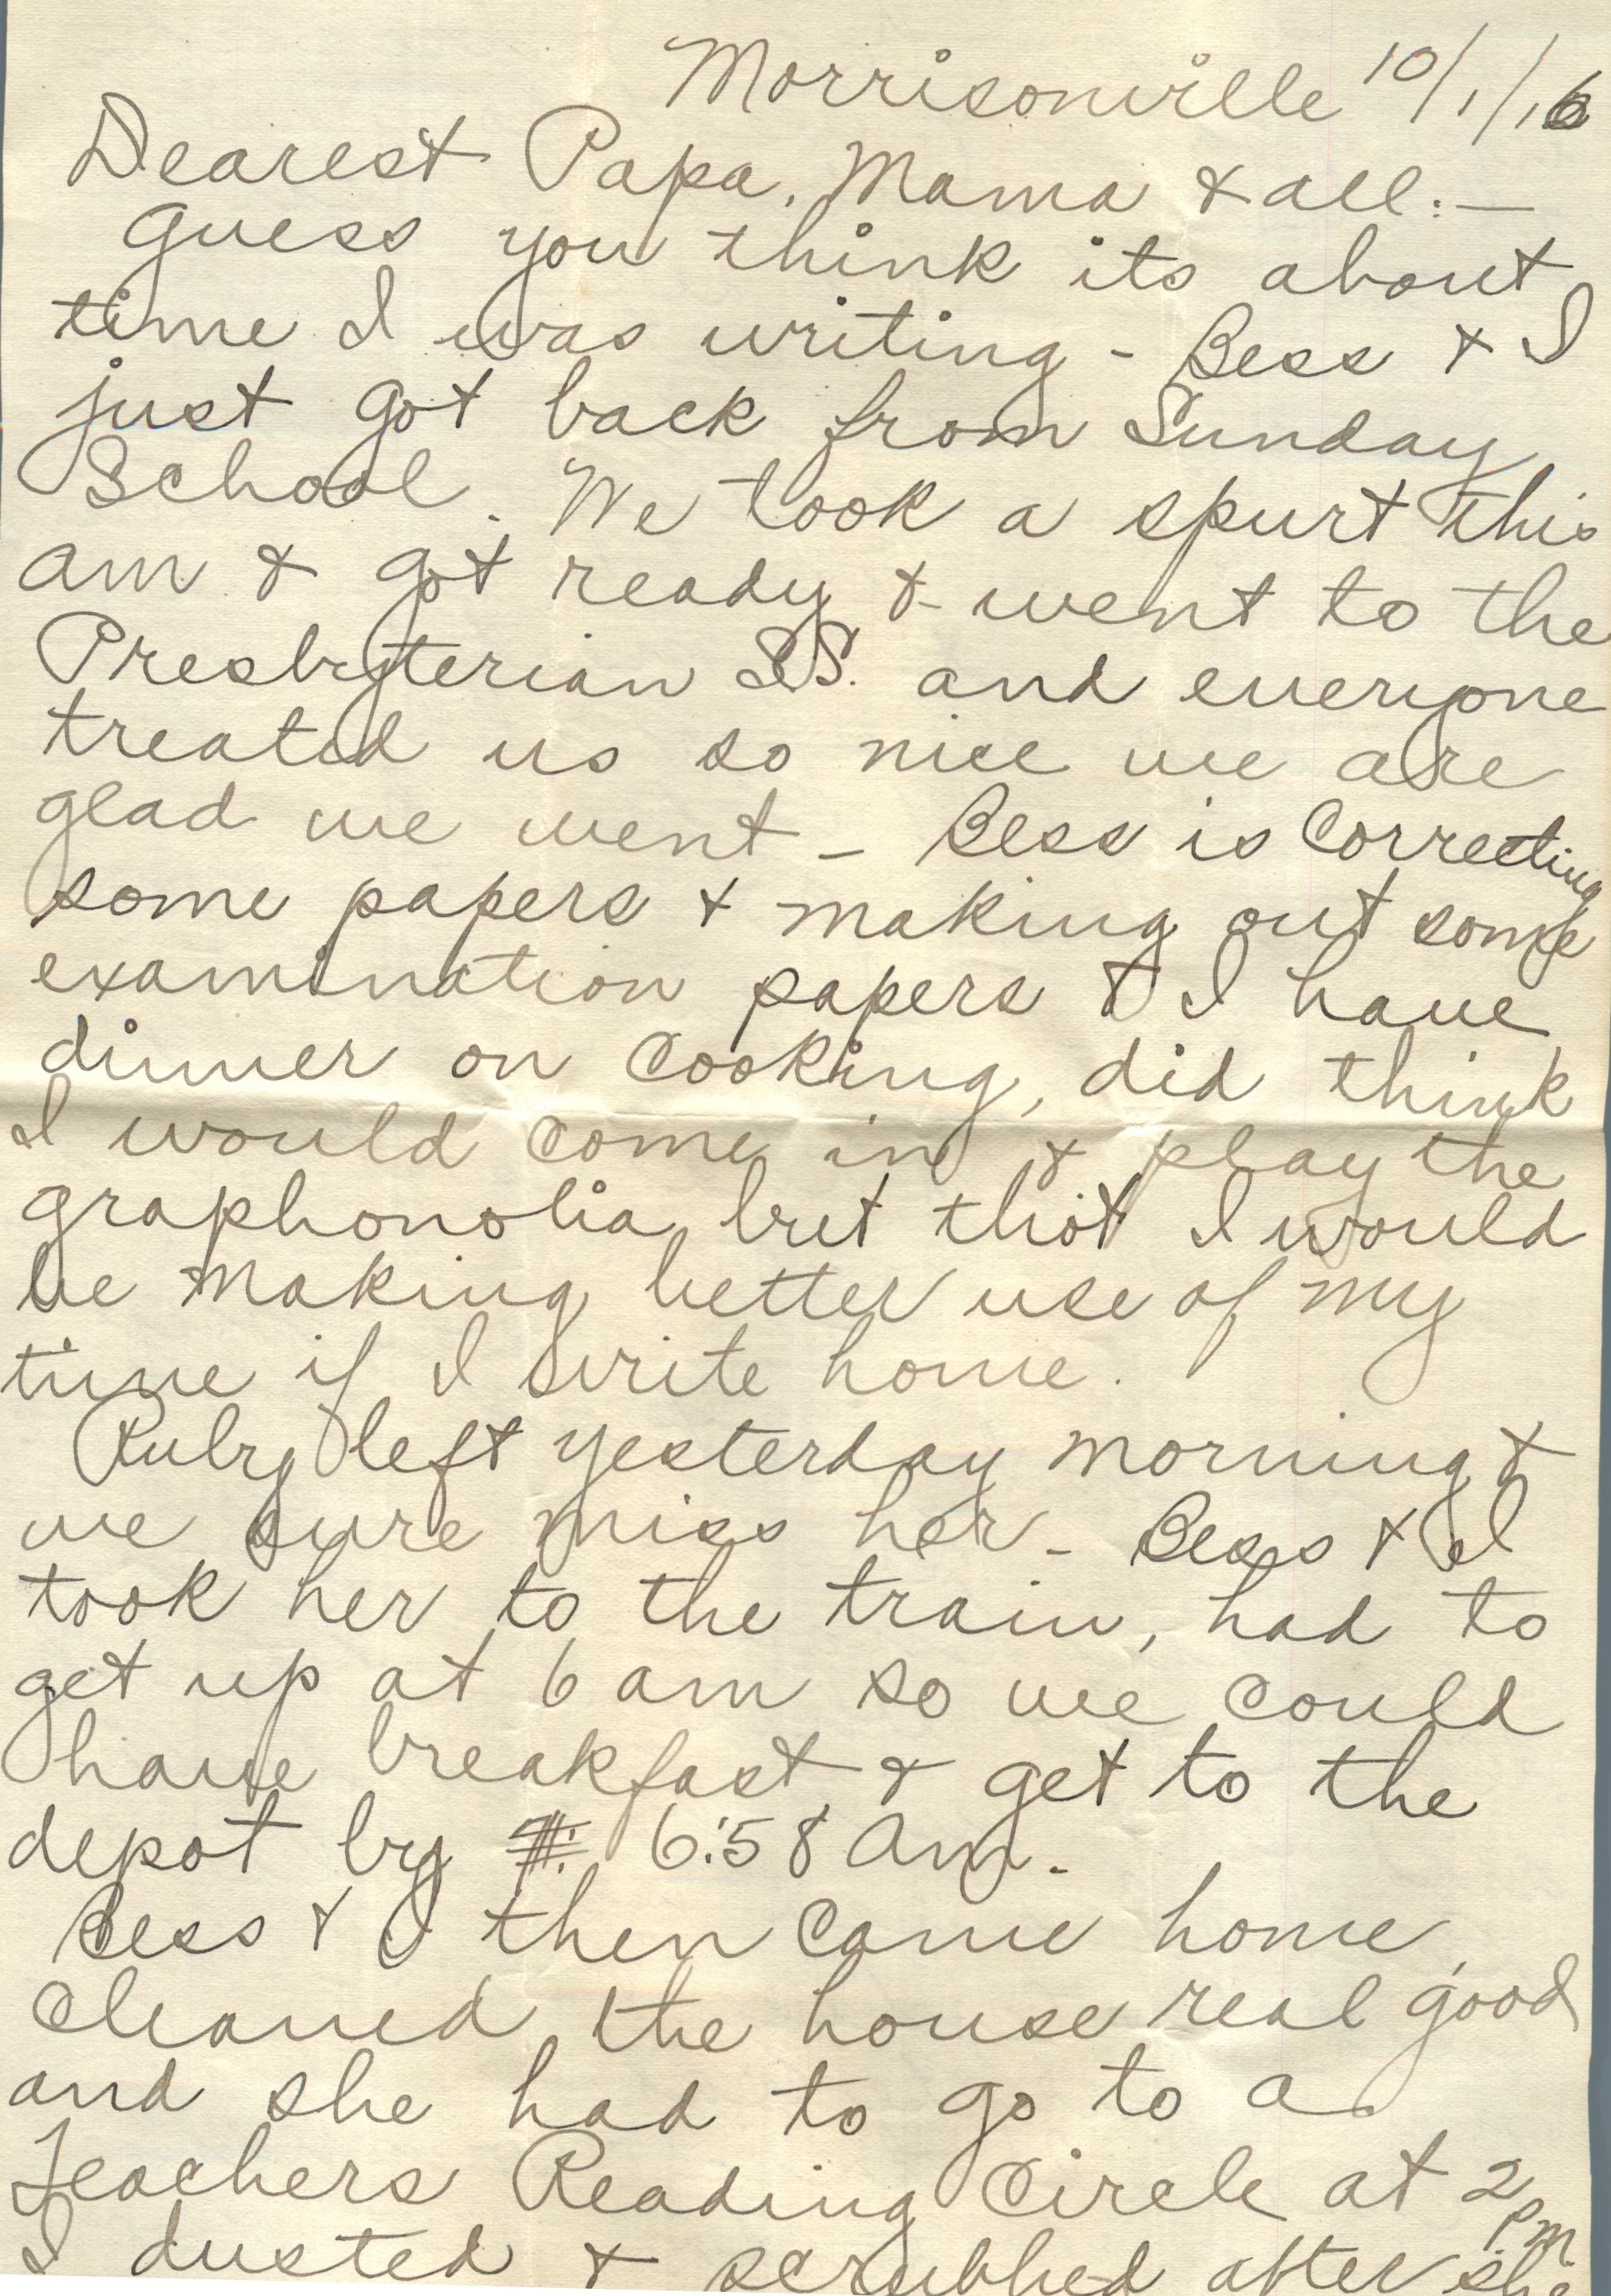 Morrisonville 10/1/16
Dearest Papa, Mama & all: —
Guess you think its about
time I was writing - Bess & I
just got back from Sunday
School. We took a spurt this
am & got ready & went to the
Presbyterian S.S. and everyone
treated us so nice we are
glad we went - Bess is correcting
some papers & making out some
examination papers & I have
dinner on cooking, did think
I would come in & play the
graphonolia but thot I would
be making better use of my
time if I write home.
Ruby left yesterday morning &
we sure miss her - Bess & I
took her to the train, had to
get up at 6 am so we could
have breakfast & get to the
depot by 6:58 am.
Bess & I then came home,
cleaned the house real good
and she had to go to a
Teachers Reading Circle at 2 pm.
I dusted & scrubbed after she